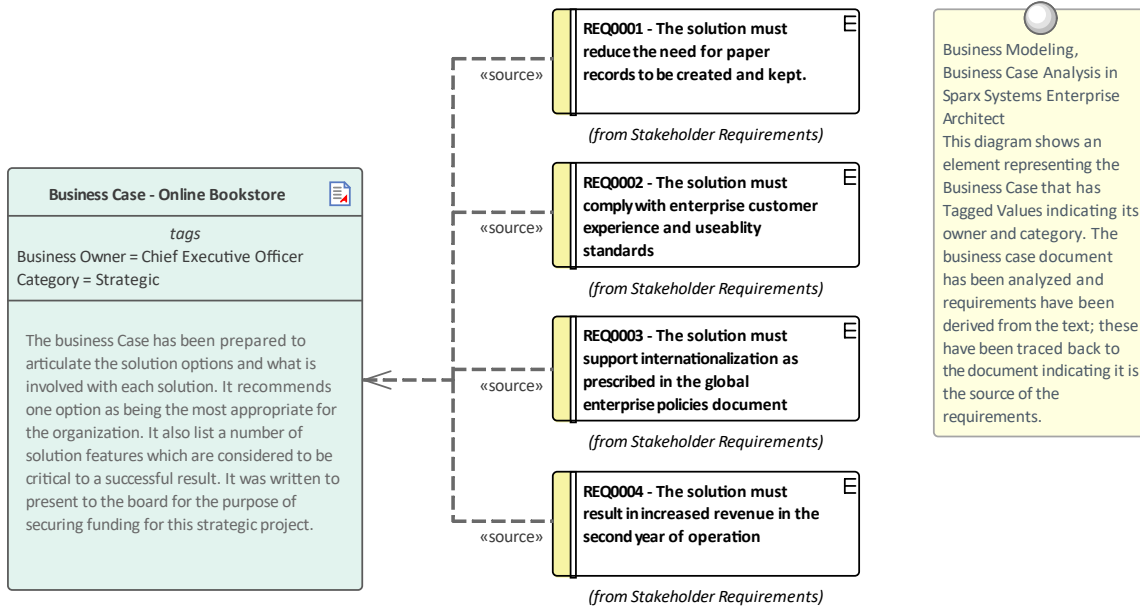 Business Case - Online Bookstore
tags
Business Owner = Chief Executive Officer
Category = Strategic
The business Case has been prepared to
articulate the solution options and what is
involved with each solution. It recommends
one option as being the most appropriate for
the organization. It also list a number of
solution features which are considered to be
critical to a successful result. It was written to
present to the board for the purpose of
securing funding for this strategic project.
«source»
REQ0001 - The solution must
reduce the need for paper
records to be created and kept.
E
(from Stakeholder Requirements)
«source»
REQ0002 - The solution must
comply with enterprise customer
experience and useablity
standards
E
(from Stakeholder Requirements)
«source»
REQ0003 - The solution must
support internationalization as
prescribed in the global
enterprise policies document
E
(from Stakeholder Requirements)
«source»
REQ0004 - The solution must
result in increased revenue in the
second year of operation
E
(from Stakeholder Requirements)
Business Modeling,
Business Case Analysis in
Sparx Systems Enterprise
Architect
This diagram shows an
element representing the
Business Case that has
Tagged Values indicating its
owner and category. The
business case document
has been analyzed and
requirements have been
derived from the text; these
have been traced back to
the document indicating it is
the source of the
requirements.